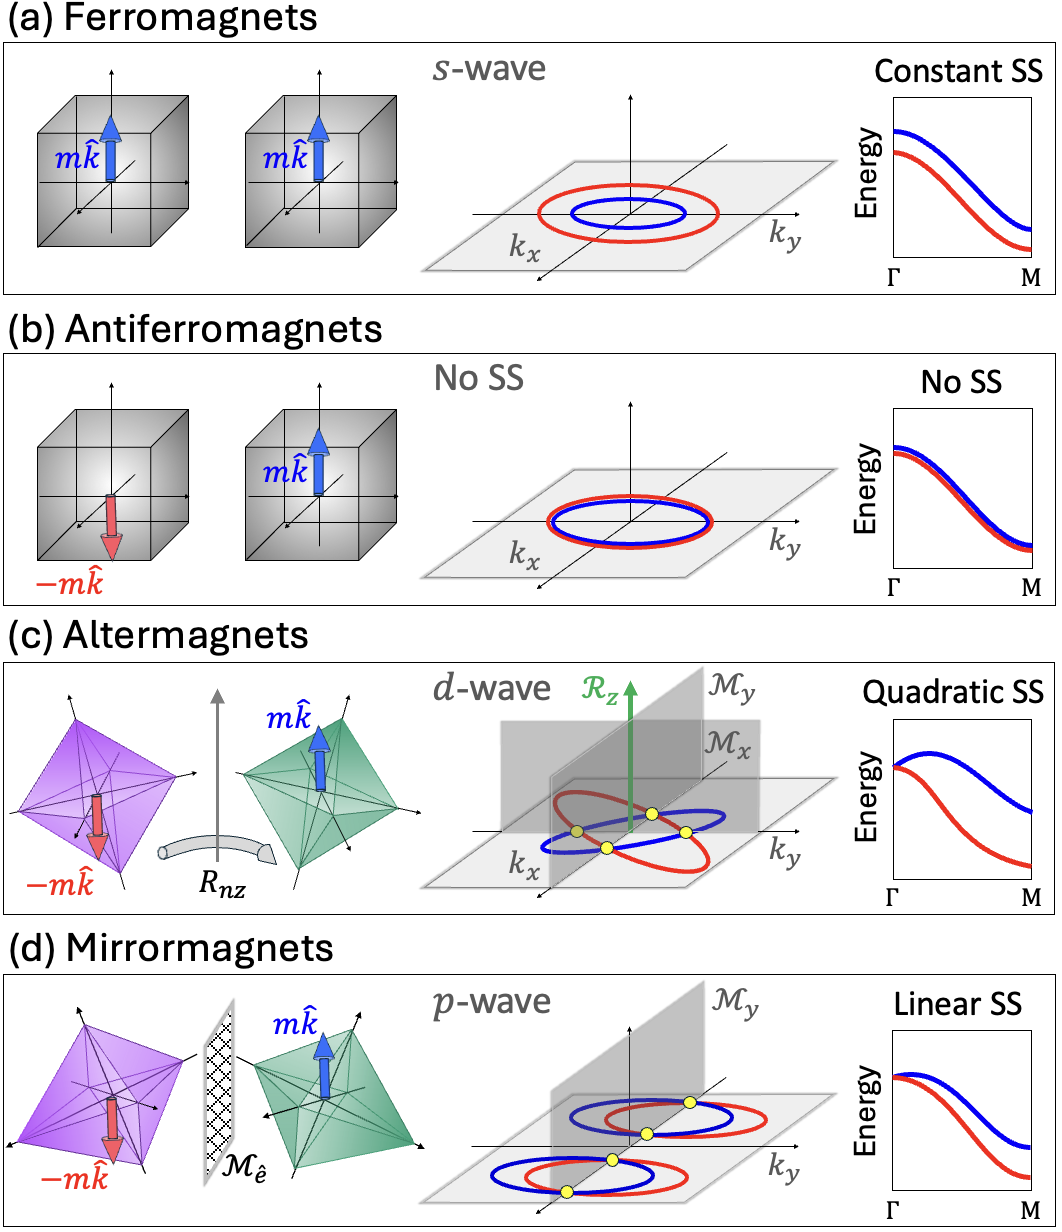 (a) Ferromagnets
mk̂
mk̂
s-wave
k_x
k_y
Constant SS
Energy
Γ
M
(b) Antiferromagnets
−mk̂
mk̂
No SS
k_x
k_y
No SS
Energy
Γ
M
(c) Altermagnets
−mk̂
R_nz
mk̂
d-wave
ℛ_z
ℳ_y
ℳ_x
k_x
k_y
Quadratic SS
Energy
Γ
M
(d) Mirrormagnets
−mk̂
ℳ_ê
mk̂
p-wave
ℳ_y
k_y
Linear SS
Energy
Γ
M